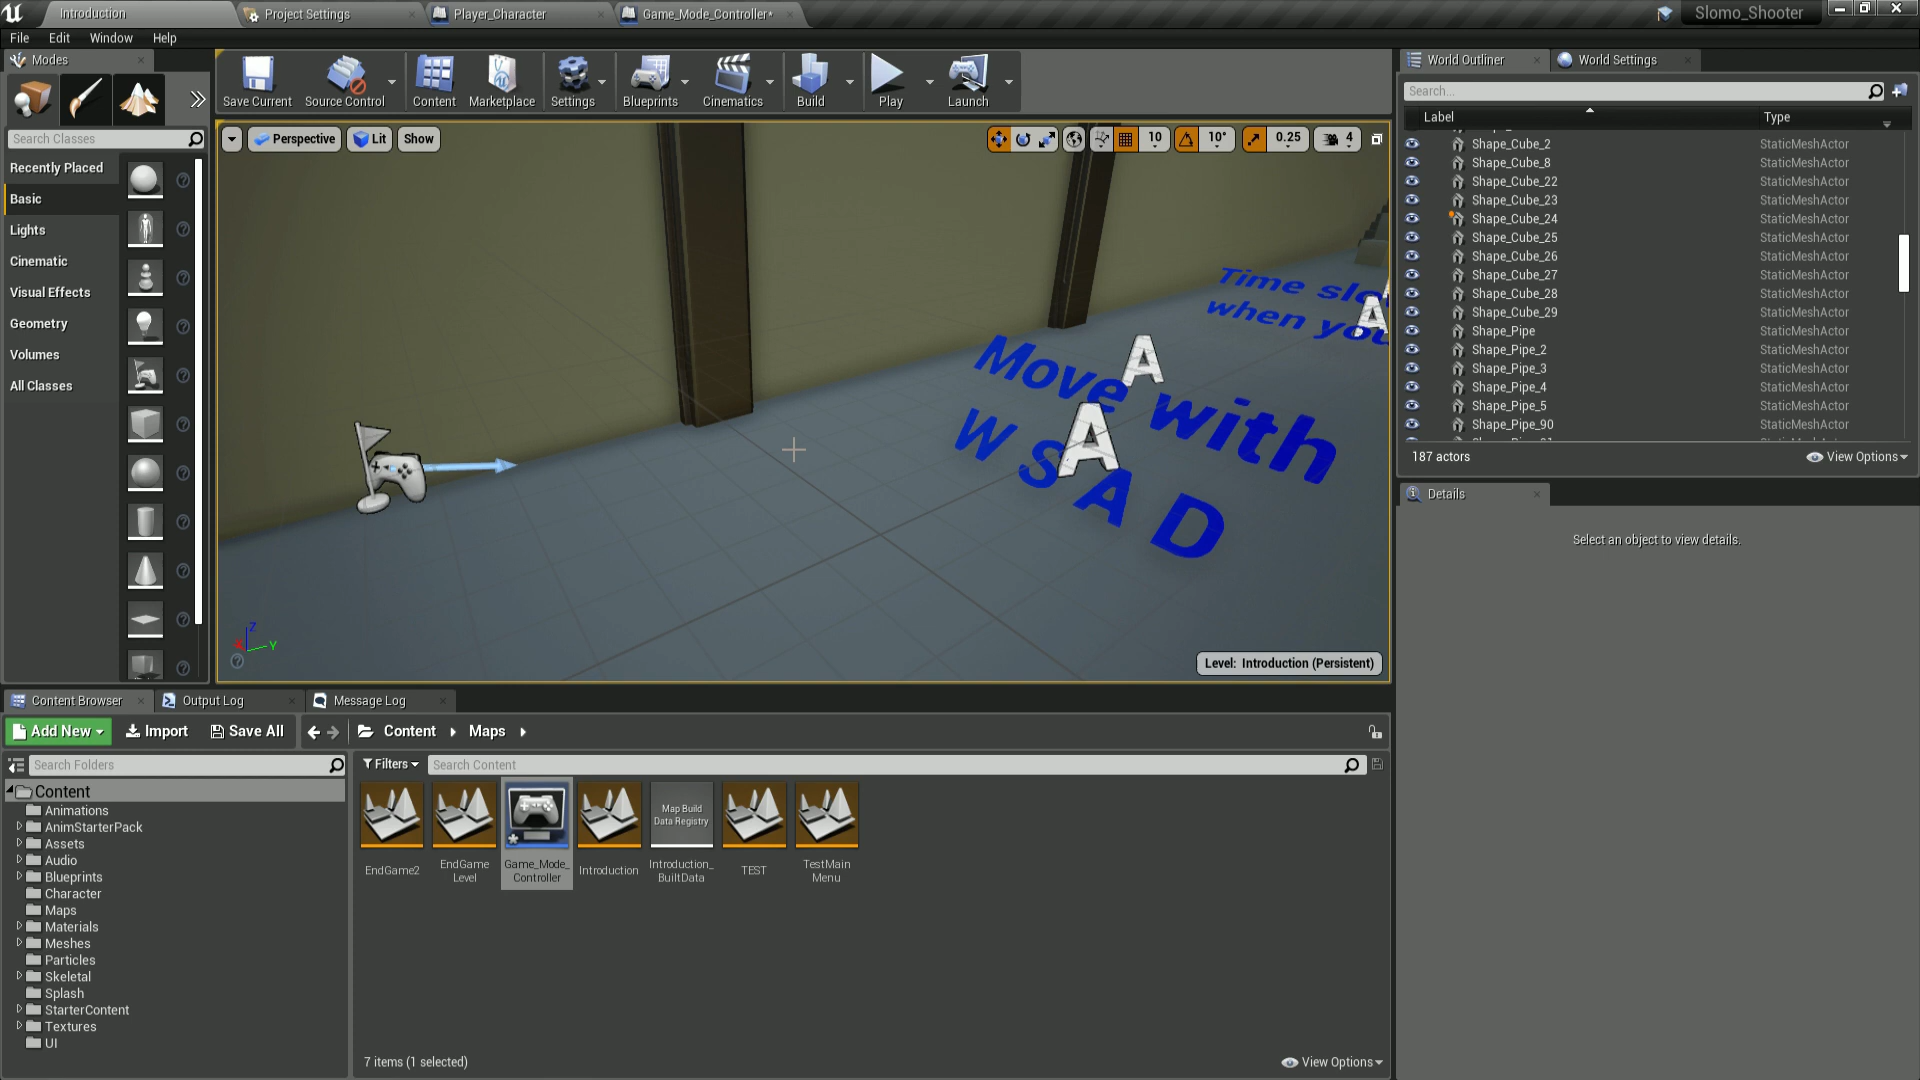 Introduction
Project Settings
Player_Character
Game_Mode_Controller*
Slomo_Shooter
File
Edit
Window
Help
Modes
Search Classes
Recently Placed
Basic
Lights
Cinematic
Visual Effects
Geometry
Volumes
All Classes
Save Current
Source Control
Content
Marketplace
Settings
Blueprints
Cinematics
Build
Play
Launch
Perspective
Lit
Show
10
10°
0.25
4
Time slo
when you
Move with
W S A D
A
A
A
Z
Y
Level: Introduction (Persistent)
World Outliner
World Settings
Search...
Label
Type
Shape_Cube_2 StaticMeshActor
Shape_Cube_8 StaticMeshActor
Shape_Cube_22 StaticMeshActor
Shape_Cube_23 StaticMeshActor
Shape_Cube_24 StaticMeshActor
Shape_Cube_25 StaticMeshActor
Shape_Cube_26 StaticMeshActor
Shape_Cube_27 StaticMeshActor
Shape_Cube_28 StaticMeshActor
Shape_Cube_29 StaticMeshActor
Shape_Pipe StaticMeshActor
Shape_Pipe_2 StaticMeshActor
Shape_Pipe_3 StaticMeshActor
Shape_Pipe_4 StaticMeshActor
Shape_Pipe_5 StaticMeshActor
Shape_Pipe_90 StaticMeshActor
187 actors
View Options
Details
Select an object to view details.
Content Browser
Output Log
Message Log
Add New
Import
Save All
Content
Maps
Search Folders
Content
Animations
AnimStarterPack
Assets
Audio
Blueprints
Character
Maps
Materials
Meshes
Particles
Skeletal
Splash
StarterContent
Textures
UI
Filters
Search Content
EndGame2
EndGame
Level
Game_Mode_
Controller
Introduction
Map Build
Data Registry
Introduction_
BuiltData
TEST
TestMain
Menu
7 items (1 selected)
View Options